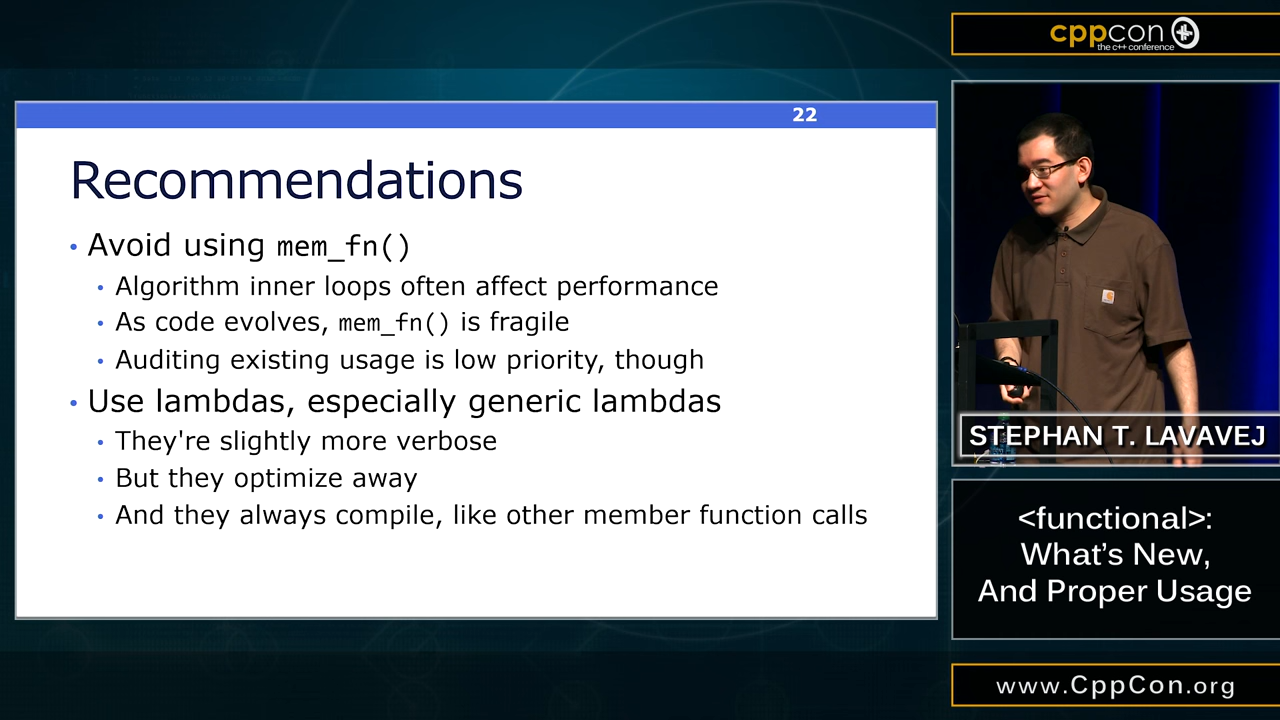 22
Recommendations
• Avoid using mem_fn()
• Algorithm inner loops often affect performance
• As code evolves, mem_fn() is fragile
• Auditing existing usage is low priority, though
• Use lambdas, especially generic lambdas
• They're slightly more verbose
• But they optimize away
• And they always compile, like other member function calls
cppcon
the c++ conference
STEPHAN T. LAVAVEJ
<functional>:
What's New,
And Proper Usage
www.CppCon.org